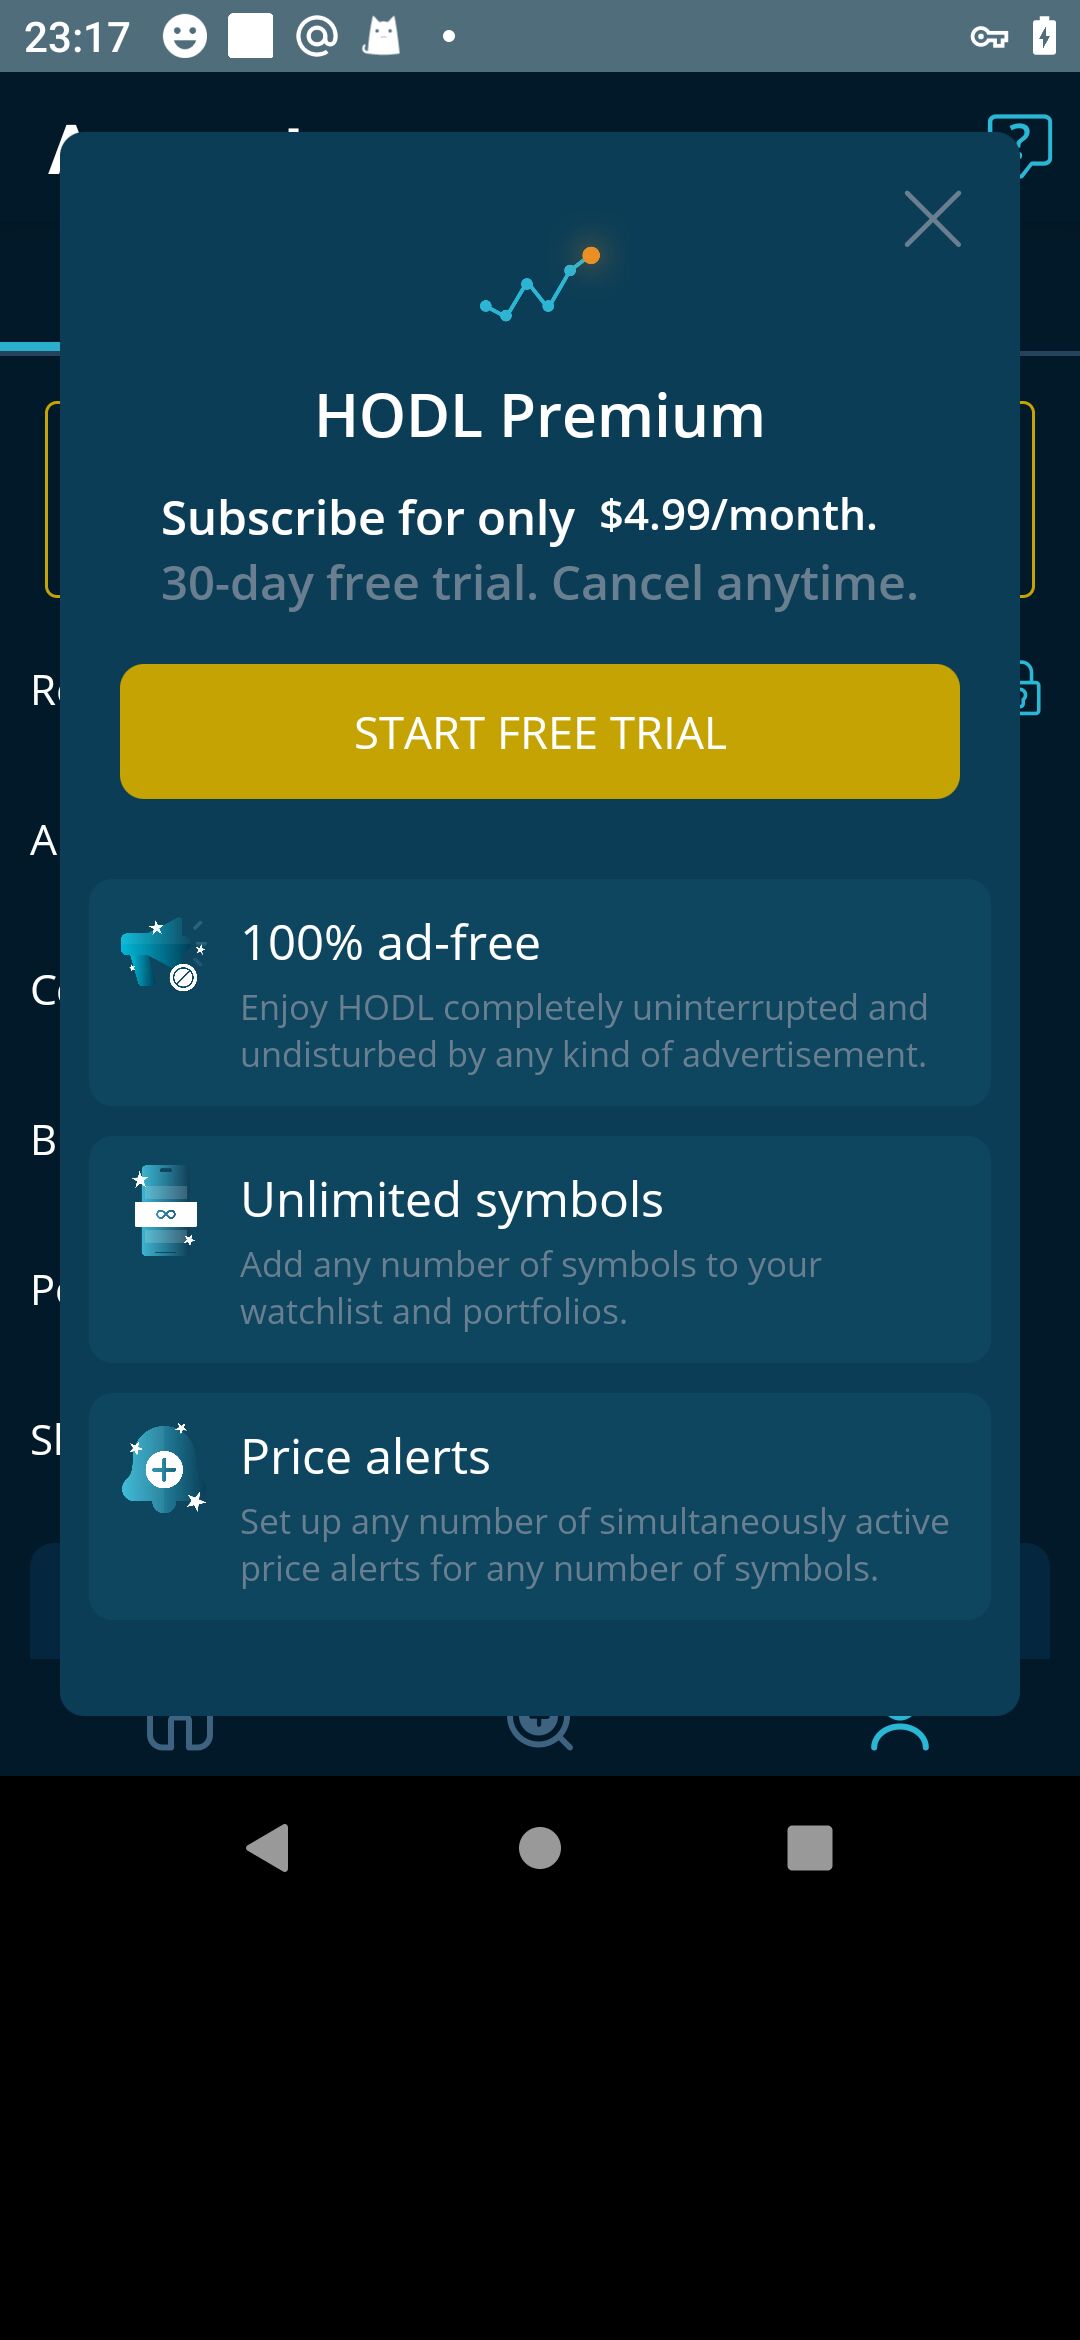 23:17
HODL Premium
Subscribe for only $4.99/month.
30-day free trial. Cancel anytime.
START FREE TRIAL
100% ad-free
Enjoy HODL completely uninterrupted and
undisturbed by any kind of advertisement.
Unlimited symbols
Add any number of symbols to your
watchlist and portfolios.
Price alerts
Set up any number of simultaneously active
price alerts for any number of symbols.